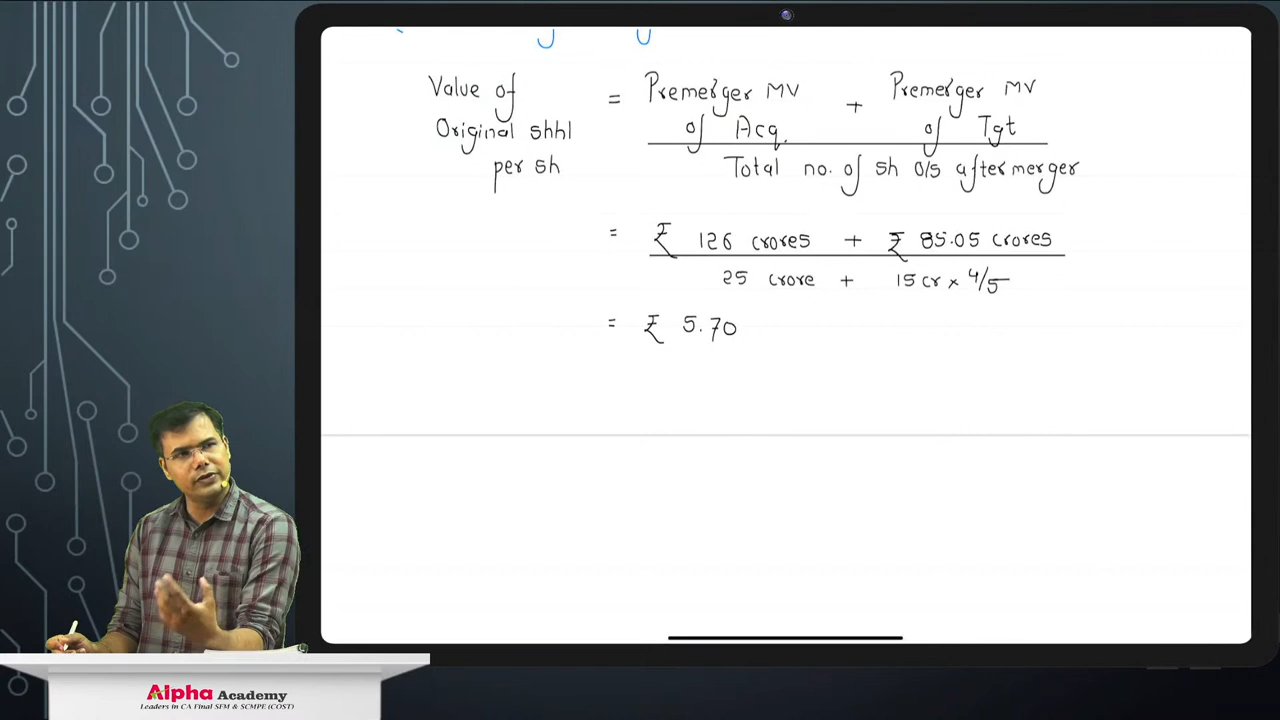 Value of
Original shhl
per sh
= Premerger MV of Acq. + Premerger MV of Tgt
Total no. of sh o/s after merger
= ₹ 126 crores + ₹ 85.05 crores
25 crore + 15 cr × 4/5
= ₹ 5.70
Alpha Academy
Leaders in CA Final SFM & SCMPE (COST)